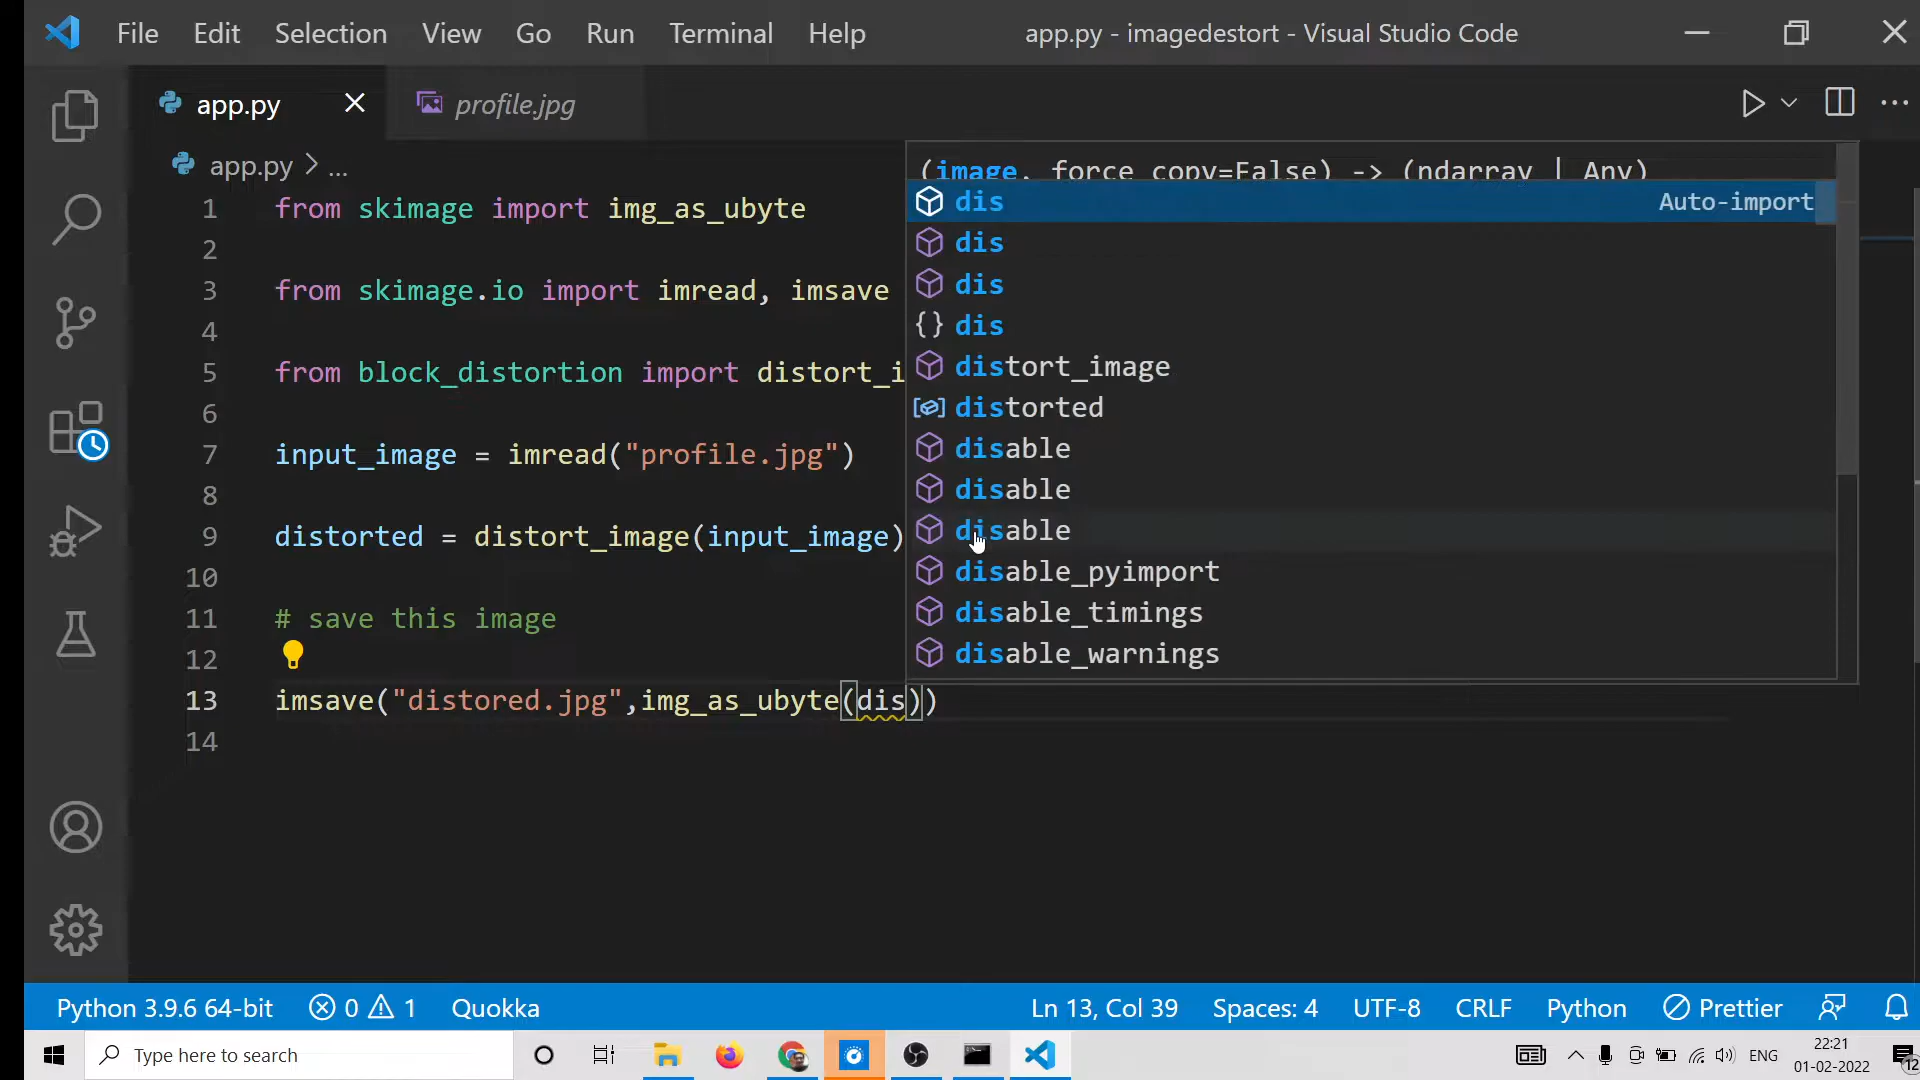 File Edit Selection View Go Run Terminal Help app.py - imagedestort - Visual Studio Code
app.py profile.jpg
app.py > ...
(image, force_copy=False) -> (ndarray | Any)
1 from skimage import img_as_ubyte
2
3 from skimage.io import imread, imsave
4
5 from block_distortion import distort_i
6
7 input_image = imread("profile.jpg")
8
9 distorted = distort_image(input_image)
10
11 # save this image
12
13 imsave("distored.jpg",img_as_ubyte(dis))
14
dis Auto-import
dis
dis
{} dis
distort_image
distorted
disable
disable
disable
disable_pyimport
disable_timings
disable_warnings
Python 3.9.6 64-bit 0 1 Quokka Ln 13, Col 39 Spaces: 4 UTF-8 CRLF Python Prettier
Type here to search ENG 22:21
01-02-2022 12